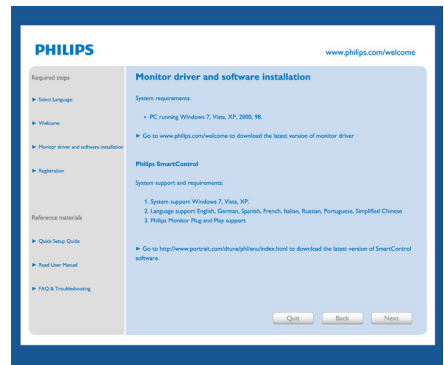 PHILIPS
www.philips.com/welcome
Required steps
► Select Language
► Welcome
► Monitor driver and software installation
► Registration
Reference materials
► Quick Setup Guide
► Read User Manual
► FAQ & Troubleshooting
Monitor driver and software installation
System requirements:
• PC running Windows 7, Vista, XP, 2000, 98.
► Go to www.philips.com/welcome to download the latest version of monitor driver
Philips SmartControl
System support and requirements:
1. System support Windows 7, Vista, XP.
2. Language support English, German, Spanish, French, Italian, Russian, Portuguese, Simplified Chinese
3. Philips Monitor Plug and Play support
► Go to http://www.portrait.com/dtune/phl/enu/index.html to download the latest version of SmartControl
software.
Quit Back Next